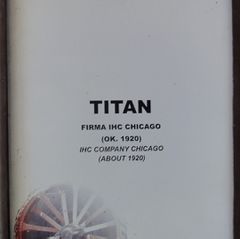 TITAN
FIRMA IHC CHICAGO
(OK. 1920)
IHC COMPANY CHICAGO
(ABOUT 1920)